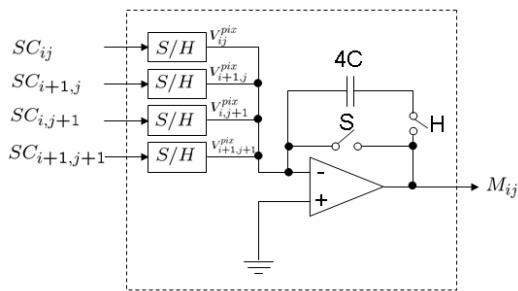 SC_{ij} S/H V_{ij}^{pix}
SC_{i+1,j} S/H V_{i+1,j}^{pix}
SC_{i,j+1} S/H V_{i,j+1}^{pix}
SC_{i+1,j+1} S/H V_{i+1,j+1}^{pix}
4C
S
H
-
+
M_{ij}